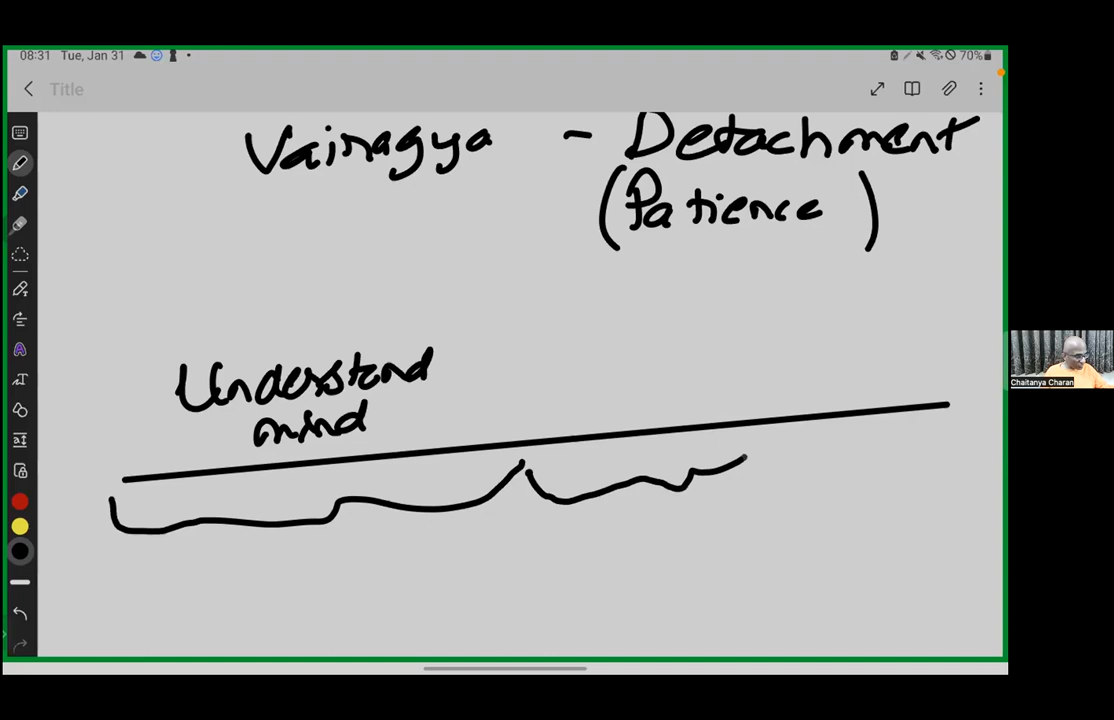 08:31 Tue, Jan 31 70%
Title
Vairagya - Detachment
(Patience)
Understand
mind
Chaitanya Charan